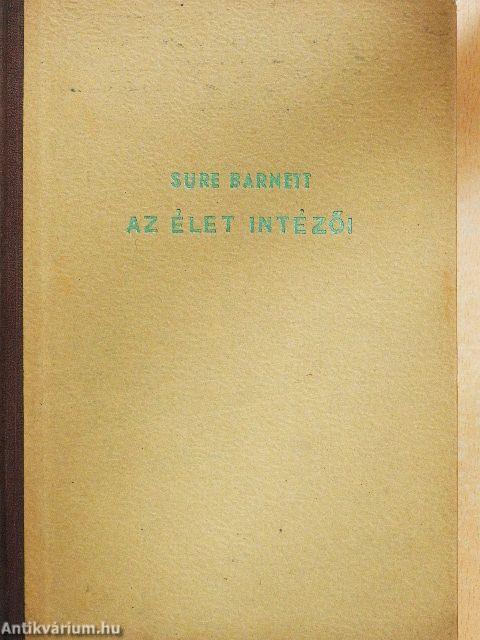 SURE BARNETT
AZ ÉLET INTÉZŐI
Antikvárium.hu